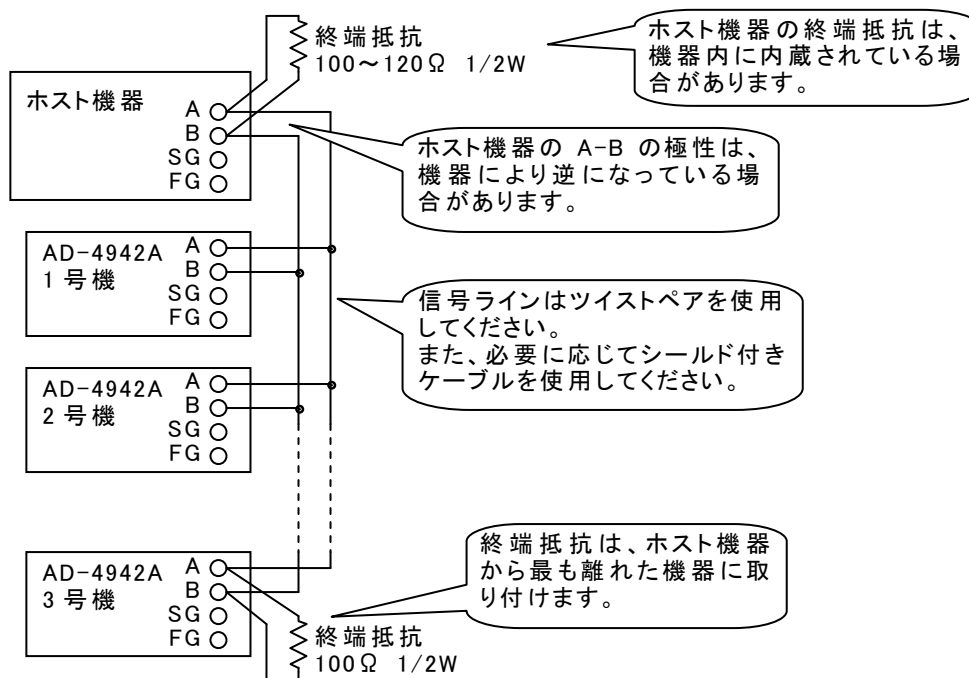 終端抵抗
100～120Ω 1/2W
ホスト機器の終端抵抗は、
機器内に内蔵されている場
合があります。
ホスト機器
A
B
SG
FG
ホスト機器の A-B の極性は、
機器により逆になっている場
合があります。
AD-4942A
1 号機
A
B
SG
FG
信号ラインはツイストペアを使用
してください。
また、必要に応じてシールド付き
ケーブルを使用してください。
AD-4942A
2 号機
A
B
SG
FG
終端抵抗は、ホスト機器
から最も離れた機器に取
り付けます。
AD-4942A
3 号機
A
B
SG
FG
終端抵抗
100Ω 1/2W